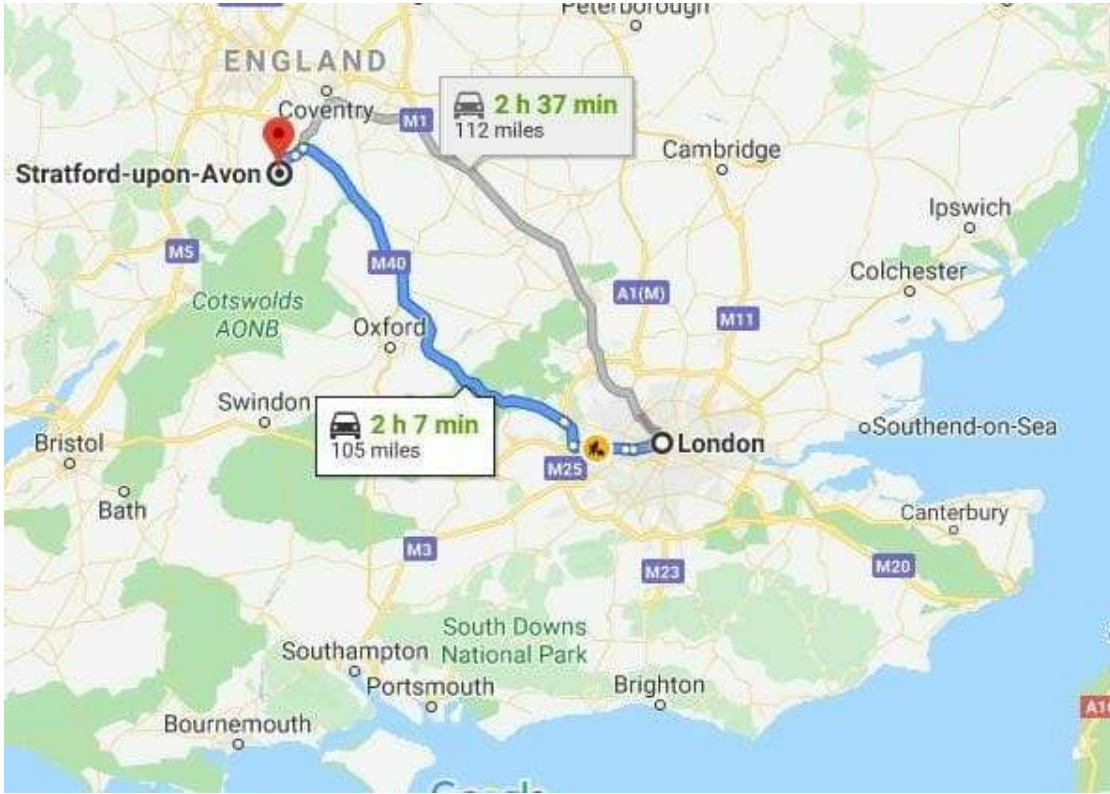 Peterborough
ENGLAND
Coventry
M1
2 h 37 min
112 miles
Cambridge
Stratford-upon-Avon
Ipswich
M5
M40
Colchester
Cotswolds
AONB
A1(M)
M11
Oxford
Swindon
2 h 7 min
105 miles
Bristol
London
Southend-on-Sea
M25
Bath
Canterbury
M3
M23
M20
South Downs
National Park
Southampton
Portsmouth
Brighton
Bournemouth
Google